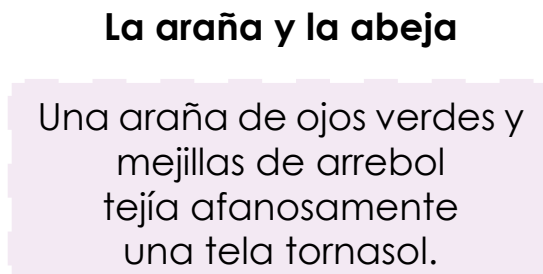 La araña y la abeja
Una araña de ojos verdes y
mejillas de arrebol
tejía afanosamente
una tela tornasol.